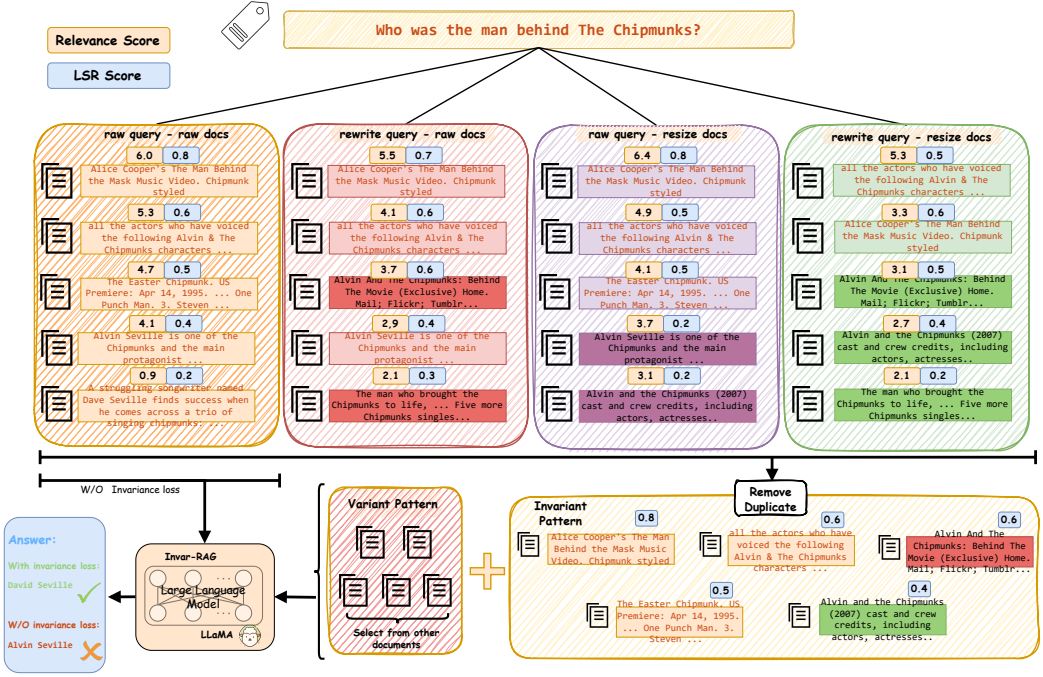 Who was the man behind The Chipmunks?
Relevance Score
LSR Score
raw query - raw docs
6.0 0.8
Alice Cooper's The Man Behind
the Mask Music Video. Chipmunk
styled
5.3 0.6
all the actors who have voiced
the following Alvin & The
Chipmunks characters ...
4.7 0.5
The Easter Chipmunk. US
Premiere: Apr 14, 1995. ... One
Punch Man. 3. Steven ...
4.1 0.4
Alvin Seville is one of the
Chipmunks and the main
protagonist ...
0.9 0.2
A struggling songwriter named
Dave Seville finds success when
he comes across a trio of
singing chipmunks: ...
rewrite query - raw docs
5.5 0.7
Alice Cooper's The Man Behind
the Mask Music Video. Chipmunk
styled
4.1 0.6
all the actors who have voiced
the following Alvin & The
Chipmunks characters ...
3.7 0.6
Alvin And The Chipmunks: Behind
The Movie (Exclusive) Home.
Mail; Flickr; Tumblr...
2,9 0.4
Alvin Seville is one of the
Chipmunks and the main
protagonist ...
2,1 0.3
The man who brought the
Chipmunks to life, ... Five more
Chipmunks singles...
raw query - resize docs
6.4 0.8
Alice Cooper's The Man Behind
the Mask Music Video. Chipmunk
styled
4.9 0.5
all the actors who have voiced
the following Alvin & The
Chipmunks characters ...
4.1 0.5
The Easter Chipmunk. US
Premiere: Apr 14, 1995. ... One
Punch Man. 3. Steven ...
3.7 0.2
Alvin Seville is one of the
Chipmunks and the main
protagonist ...
3.1 0.2
Alvin and the Chipmunks (2007)
cast and crew credits, including
actors, actresses..
rewrite query - resize docs
5.3 0.5
all the actors who have voiced
the following Alvin & The
Chipmunks characters ...
3.3 0.6
Alice Cooper's The Man Behind
the Mask Music Video. Chipmunk
styled
3.1 0.5
Alvin And The Chipmunks: Behind
The Movie (Exclusive) Home.
Mail; Flickr; Tumblr...
2.7 0.4
Alvin and the Chipmunks (2007)
cast and crew credits, including
actors, actresses..
2.1 0.2
The man who brought the
Chipmunks to life, ... Five more
Chipmunks singles...
W/O Invariance loss
Remove
Duplicate
Answer:
With invariance loss:
David Seville
W/O invariance loss:
Alvin Seville
Invar-RAG
Large Language
Model
LLaMA
Variant Pattern
Select from other
documents
Invariant
Pattern
0.8
Alice Cooper's The Man
Behind the Mask Music
Video. Chipmunk styled
0.6
all the actors who have
voiced the following
Alvin & The Chipmunks
characters ...
0.6
Alvin And The
Chipmunks: Behind The
Movie (Exclusive) Home.
Mail; Flickr; Tumblr...
0.5
The Easter Chipmunk. US
Premiere: Apr 14, 1995.
... One Punch Man. 3.
Steven ...
0.4
Alvin and the Chipmunks
(2007) cast and crew
credits, including
actors, actresses..